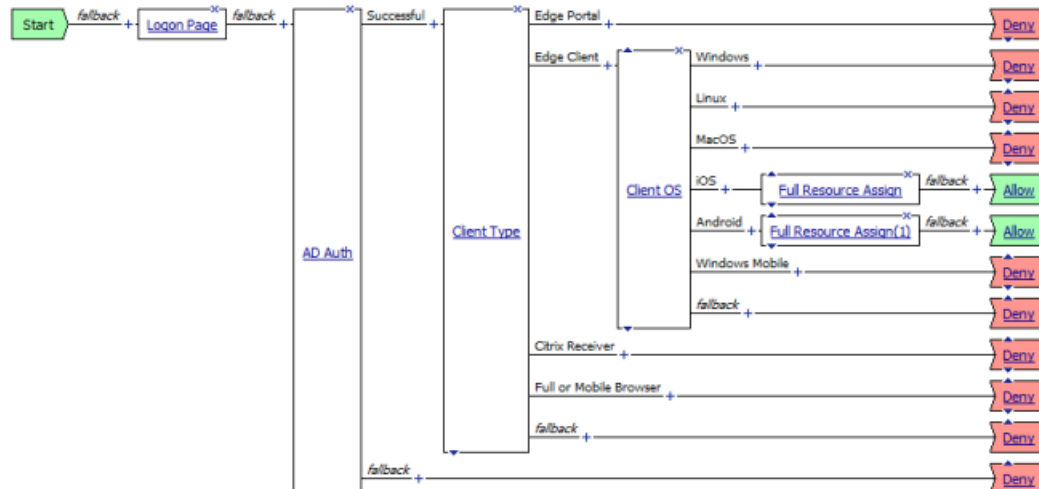 Start
fallback
Logon Page
fallback
AD Auth
Successful
Client Type
Edge Portal
Deny
Edge Client
Client OS
Windows
Deny
Linux
Deny
MacOS
Deny
iOS
Full Resource Assign
fallback
Allow
Android
Full Resource Assign(1)
fallback
Allow
Windows Mobile
Deny
fallback
Deny
Citrix Receiver
Deny
Full or Mobile Browser
Deny
fallback
Deny
fallback
Deny